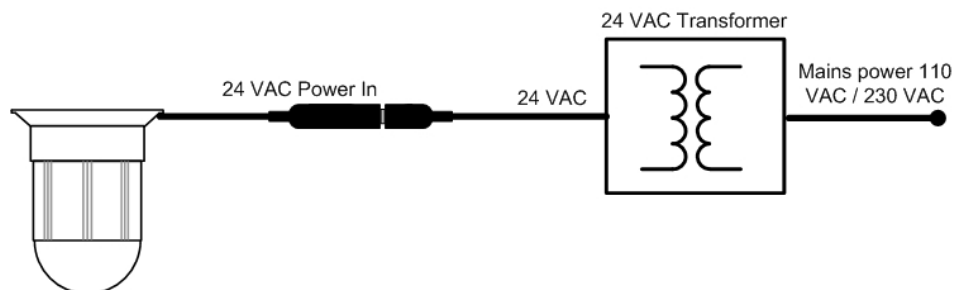 24 VAC Transformer
24 VAC Power In
24 VAC
Mains power 110
VAC / 230 VAC